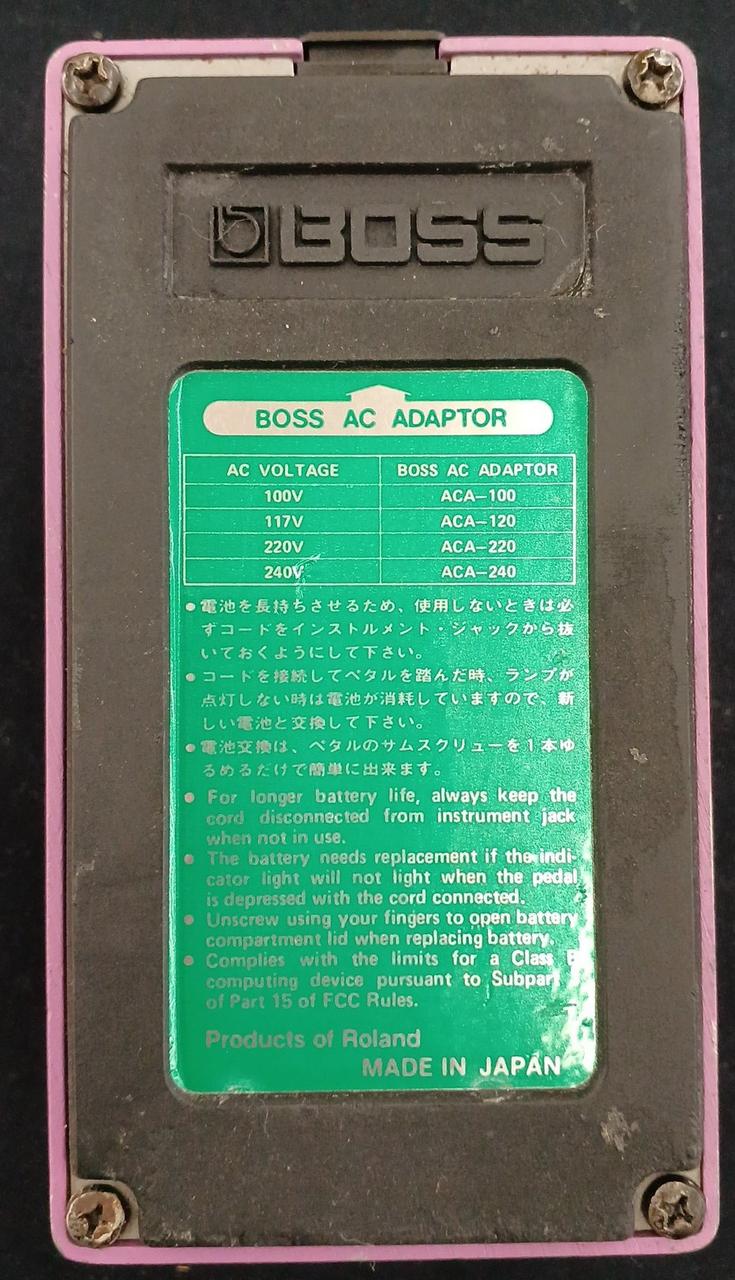 BOSS
BOSS AC ADAPTOR
AC VOLTAGE BOSS AC ADAPTOR
100V ACA-100
117V ACA-120
220V ACA-220
240V ACA-240
●電池を長持ちさせるため、使用しないときは必
ずコードをインストルメント・ジャックから抜
いておくようにして下さい。
●コードを接続してペタルを踏んだ時、ランプが
点灯しない時は電池が消耗していますので、新
しい電池と交換して下さい。
●電池交換は、ペタルのサムスクリューを1本ゆ
るめるだけで簡単に出来ます。
● For longer battery life, always keep the
cord disconnected from instrument jack
when not in use.
● The battery needs replacement if the indi-
cator light will not light when the pedal
is depressed with the cord connected.
● Unscrew using your fingers to open battery
compartment lid when replacing battery.
● Complies with the limits for a Class B
computing device pursuant to Subpart
of Part 15 of FCC Rules.
Products of Roland
MADE IN JAPAN